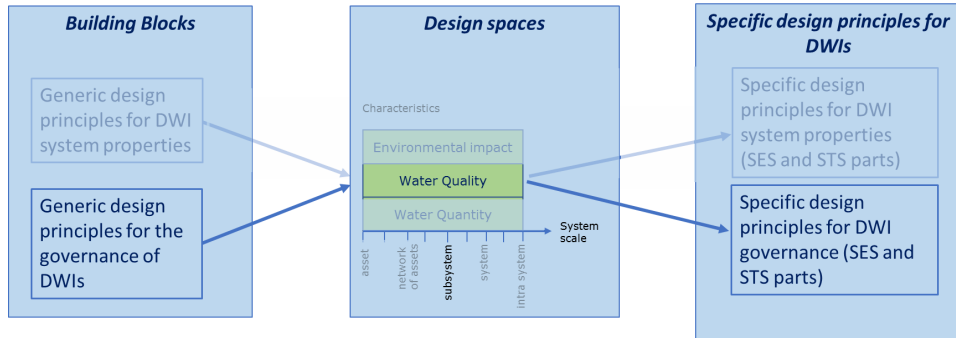 Building Blocks
Generic design
principles for DWI
system properties
Generic design
principles for the
governance of
DWIs
Design spaces
Characteristics
Environmental impact
Water Quality
Water Quantity
System
scale
asset
network
of assets
subsystem
system
intra system
Specific design principles for
DWIs
Specific design
principles for DWI
system properties
(SES and STS parts)
Specific design
principles for DWI
governance (SES and
STS parts)